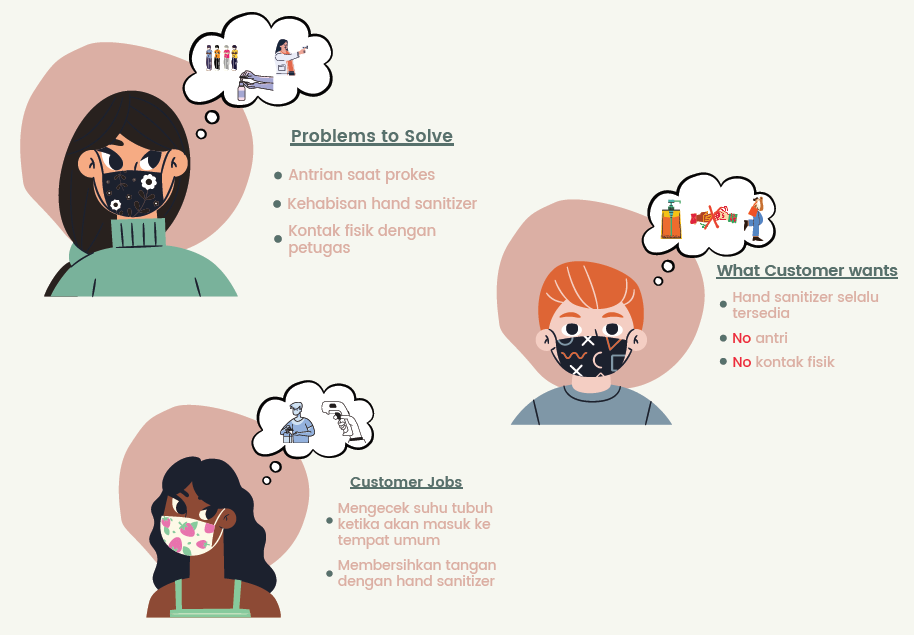 Problems to Solve
Antrian saat prokes
Kehabisan hand sanitizer
Kontak fisik dengan
petugas
What Customer wants
Hand sanitizer selalu
tersedia
No antri
No kontak fisik
Customer Jobs
Mengecek suhu tubuh
ketika akan masuk ke
tempat umum
Membersihkan tangan
dengan hand sanitizer